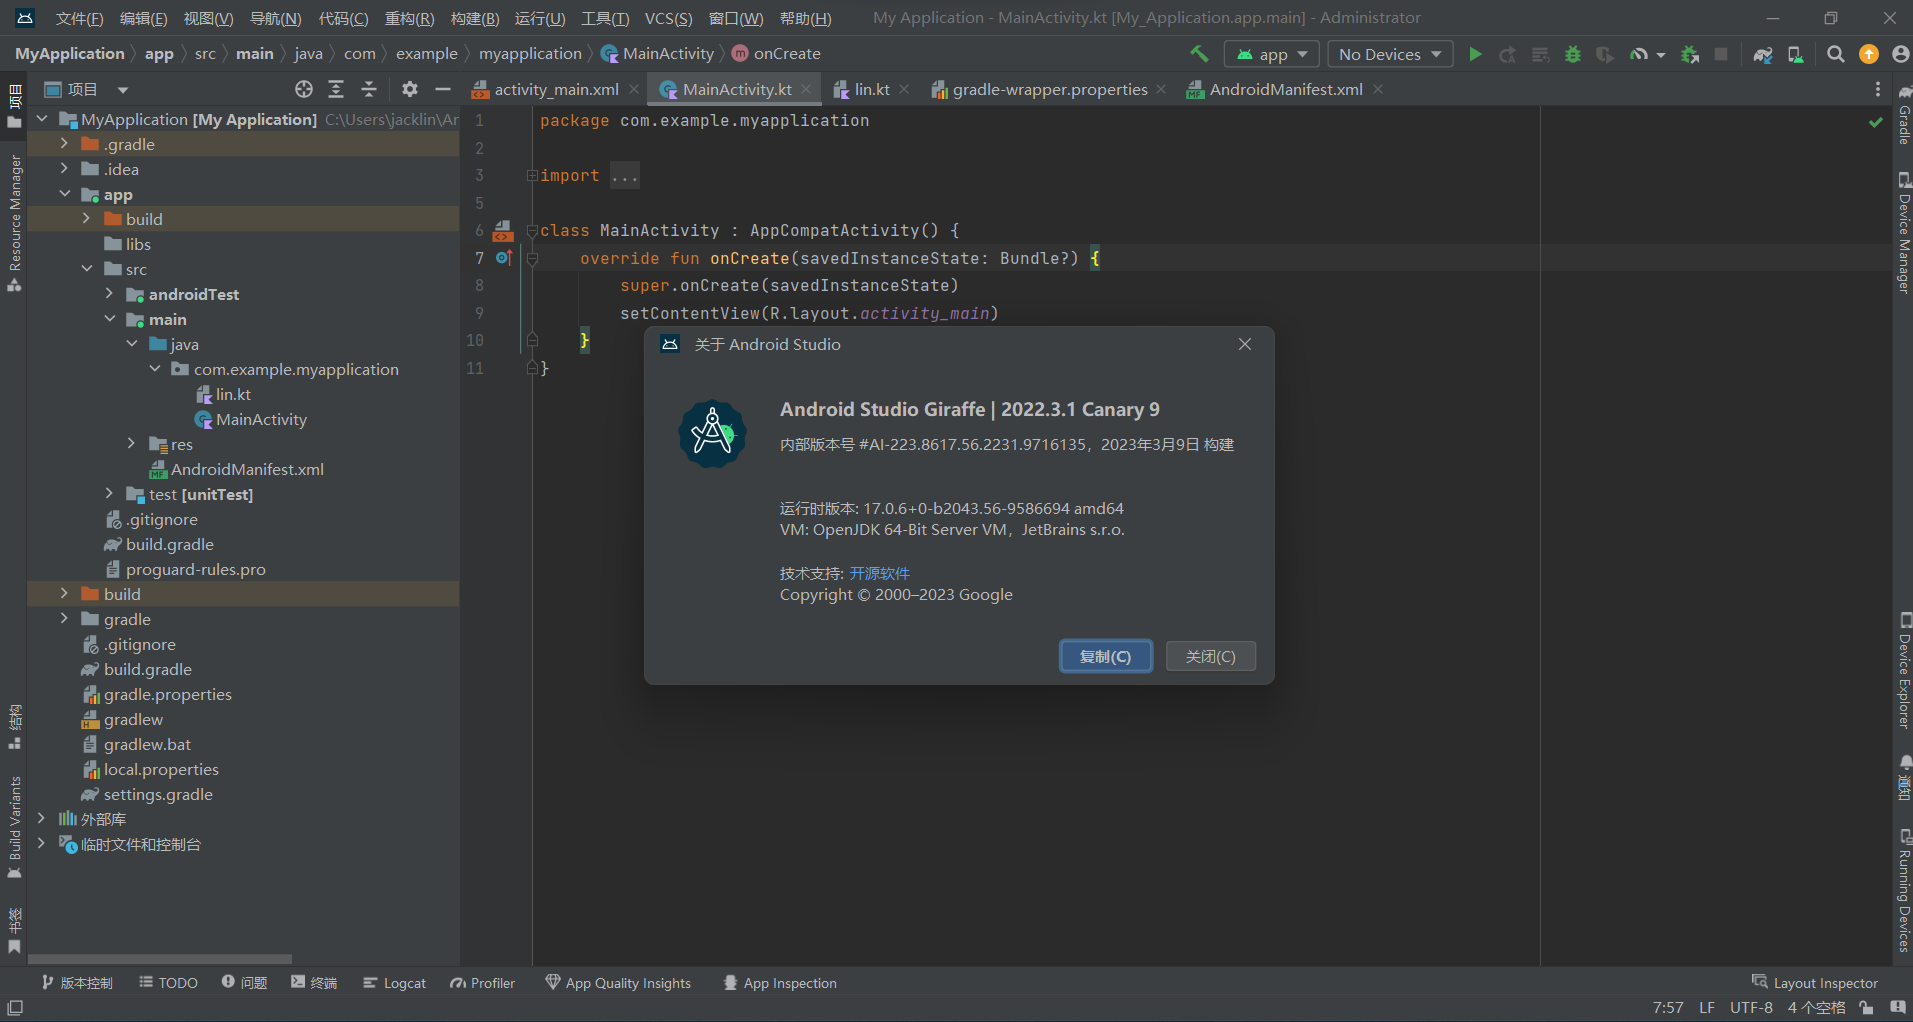 文件(F) 编辑(E) 视图(V) 导航(N) 代码(C) 重构(R) 构建(B) 运行(U) 工具(T) VCS(S) 窗口(W) 帮助(H) My Application - MainActivity.kt [My_Application.app.main] - Administrator
MyApplication app src main java com example myapplication MainActivity onCreate app No Devices
项目 activity_main.xml MainActivity.kt lin.kt gradle-wrapper.properties AndroidManifest.xml
项目
Resource Manager
结构
Build Variants
书签
MyApplication [My Application] C:\Users\jacklin\Ar
.gradle
.idea
app
build
libs
src
androidTest
main
java
com.example.myapplication
lin.kt
MainActivity
res
AndroidManifest.xml
test [unitTest]
.gitignore
build.gradle
proguard-rules.pro
build
gradle
.gitignore
build.gradle
gradle.properties
gradlew
gradlew.bat
local.properties
settings.gradle
外部库
临时文件和控制台
1 package com.example.myapplication
2
3 import ...
5
6 class MainActivity : AppCompatActivity() {
7 override fun onCreate(savedInstanceState: Bundle?) {
8 super.onCreate(savedInstanceState)
9 setContentView(R.layout.activity_main)
10 }
11 }
关于 Android Studio
Android Studio Giraffe | 2022.3.1 Canary 9
内部版本号 #AI-223.8617.56.2231.9716135，2023年3月9日 构建
运行时版本: 17.0.6+0-b2043.56-9586694 amd64
VM: OpenJDK 64-Bit Server VM，JetBrains s.r.o.
技术支持: 开源软件
Copyright © 2000–2023 Google
复制(C) 关闭(C)
Gradle
Device Manager
Device Explorer
通知
Running Devices
版本控制 TODO 问题 终端 Logcat Profiler App Quality Insights App Inspection Layout Inspector
7:57 LF UTF-8 4 个空格